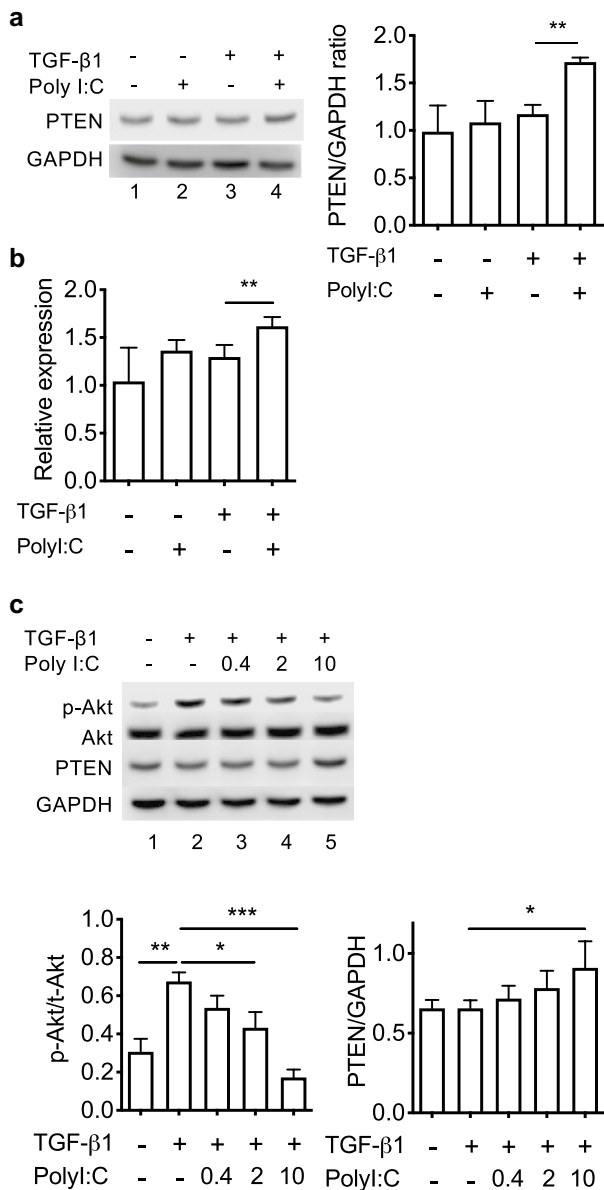 a
TGF-β1 - - + +
Poly I:C - + - +
PTEN
GAPDH
1 2 3 4
PTEN/GAPDH ratio
2.0
1.5
1.0
0.5
0.0
**
TGF-β1 - - + +
PolyI:C - + - +
b
Relative expression
2.0
1.5
1.0
0.5
0.0
**
TGF-β1 - - + +
PolyI:C - + - +
c
TGF-β1 - + + + +
Poly I:C - - 0.4 2 10
p-Akt
Akt
PTEN
GAPDH
1 2 3 4 5
p-Akt/t-Akt
1.0
0.8
0.6
0.4
0.2
0.0
***
** *
TGF-β1 - + + + +
PolyI:C - - 0.4 2 10
PTEN/GAPDH
1.0
0.5
0.0
*
TGF-β1 - + + + +
PolyI:C - - 0.4 2 10